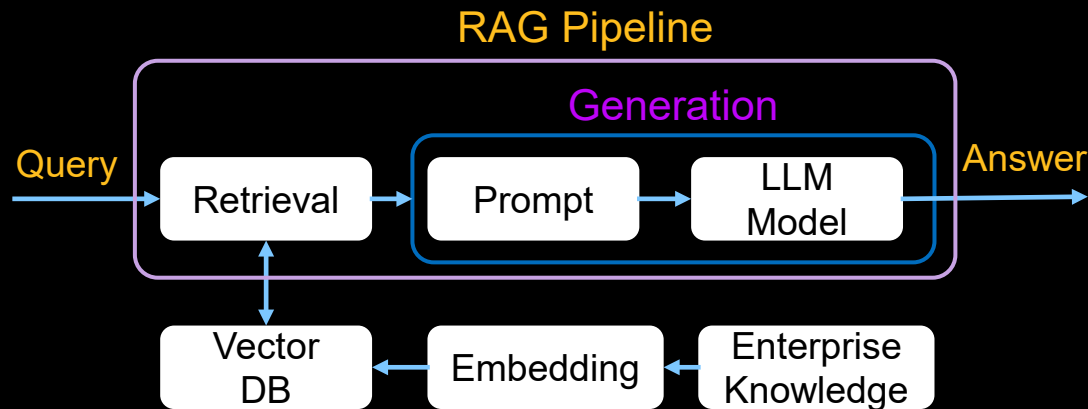 RAG Pipeline
Generation
Query
Answer
Retrieval
Prompt
LLM
Model
Vector
DB
Embedding
Enterprise
Knowledge